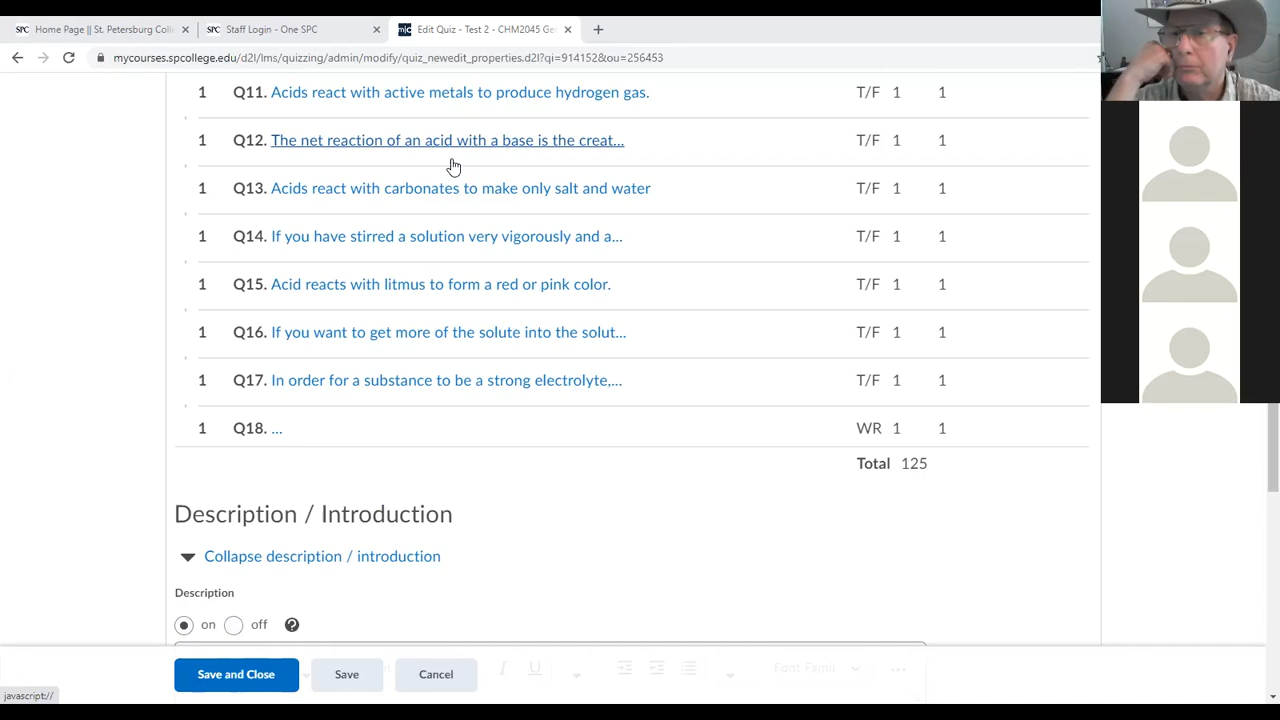 Home Page || St. Petersburg Colle
Staff Login - One SPC
Edit Quiz - Test 2 - CHM2045 Ge
mycourses.spcollege.edu/d2l/lms/quizzing/admin/modify/quiz_newedit_properties.d2l?qi=914152&ou=256453
1 Q11. Acids react with active metals to produce hydrogen gas. T/F 1 1
1 Q12. The net reaction of an acid with a base is the creat... T/F 1 1
1 Q13. Acids react with carbonates to make only salt and water T/F 1 1
1 Q14. If you have stirred a solution very vigorously and a... T/F 1 1
1 Q15. Acid reacts with litmus to form a red or pink color. T/F 1 1
1 Q16. If you want to get more of the solute into the solut... T/F 1 1
1 Q17. In order for a substance to be a strong electrolyte,... T/F 1 1
1 Q18. ... WR 1 1
Total 125
Description / Introduction
Collapse description / introduction
Description
on off
Font Famil
Save and Close Save Cancel
javascript://